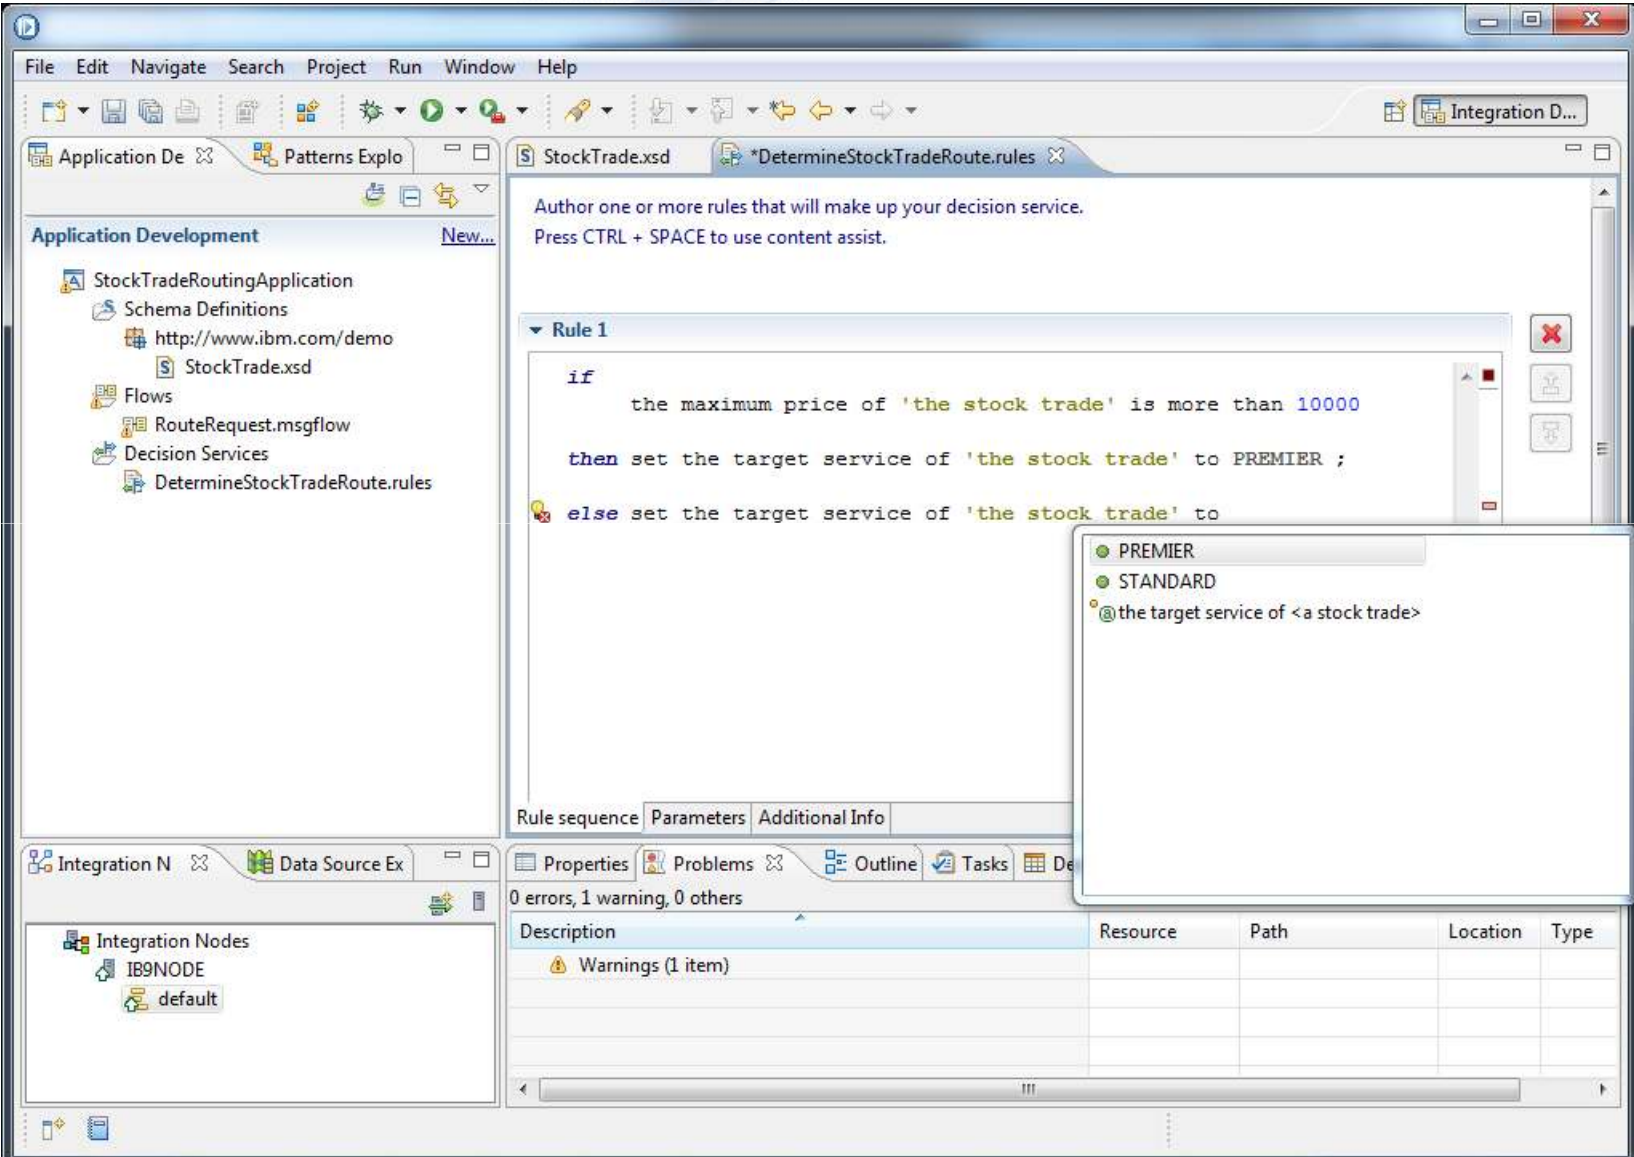 File Edit Navigate Search Project Run Window Help
Integration D...
Application De Patterns Explo
Application Development New...
StockTradeRoutingApplication
Schema Definitions
http://www.ibm.com/demo
StockTrade.xsd
Flows
RouteRequest.msgflow
Decision Services
DetermineStockTradeRoute.rules
StockTrade.xsd *DetermineStockTradeRoute.rules
Author one or more rules that will make up your decision service.
Press CTRL + SPACE to use content assist.
Rule 1
if
the maximum price of 'the stock trade' is more than 10000
then set the target service of 'the stock trade' to PREMIER ;
else set the target service of 'the stock trade' to
PREMIER
STANDARD
the target service of <a stock trade>
Rule sequence Parameters Additional Info
Integration N Data Source Ex
Integration Nodes
IB9NODE
default
Properties Problems Outline Tasks De
0 errors, 1 warning, 0 others
Description Resource Path Location Type
Warnings (1 item)